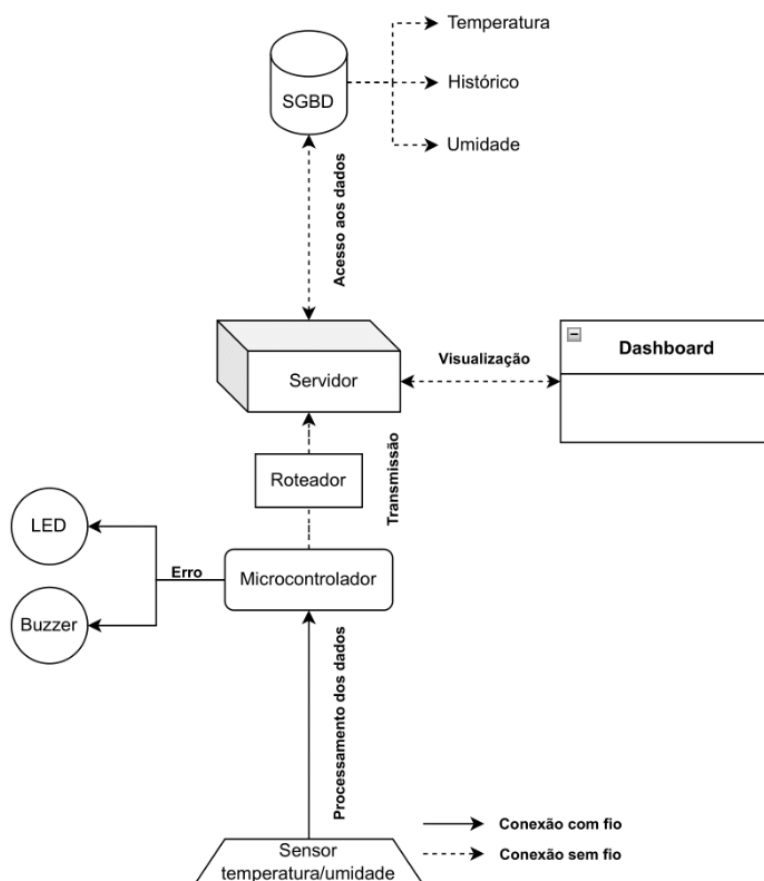 Temperatura
SGBD
Histórico
Umidade
Acesso aos dados
Servidor
Visualização
Dashboard
Transmissão
Roteador
LED
Erro
Microcontrolador
Buzzer
Processamento dos dados
Conexão com fio
Sensor
temperatura/umidade
Conexão sem fio